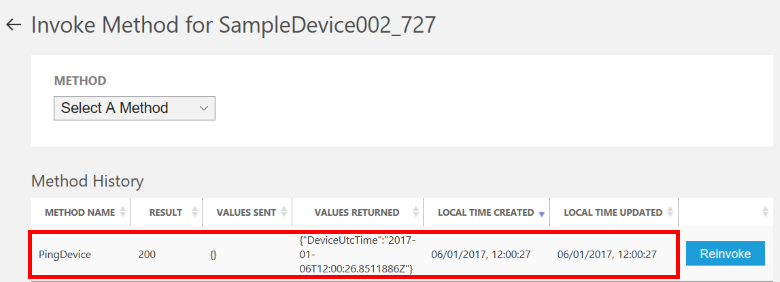 ← Invoke Method for SampleDevice002_727
METHOD
Select A Method
Method History
METHOD NAME RESULT VALUES SENT VALUES RETURNED LOCAL TIME CREATED LOCAL TIME UPDATED
{"DeviceUtcTime":"2017-
PingDevice 200 {} 01- 06/01/2017, 12:00:27 06/01/2017, 12:00:27 Reinvoke
06T12:00:26.8511886Z"}